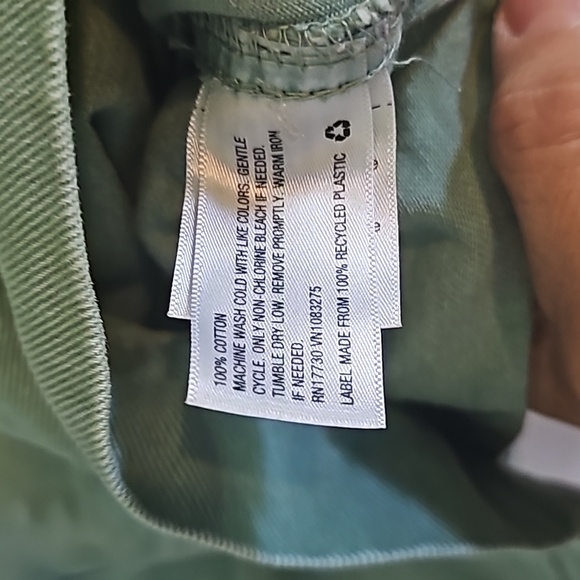 100% COTTON
MACHINE WASH COLD WITH LIKE COLORS. GENTLE
CYCLE. ONLY NON-CHLORINE BLEACH IF NEEDED.
TUMBLE DRY LOW. REMOVE PROMPTLY. WARM IRON
IF NEEDED.
RN17730 VN1083275
LABEL MADE FROM 100% RECYCLED PLASTIC